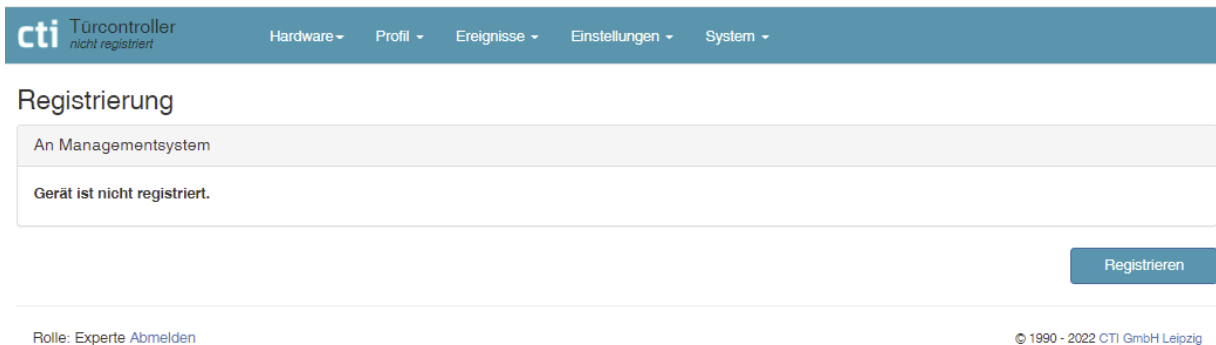 cti Türcontroller
nicht registriert
Hardware Profil Ereignisse Einstellungen System
Registrierung
An Managementsystem
Gerät ist nicht registriert.
Registrieren
Rolle: Experte Abmelden
© 1990 - 2022 CTI GmbH Leipzig